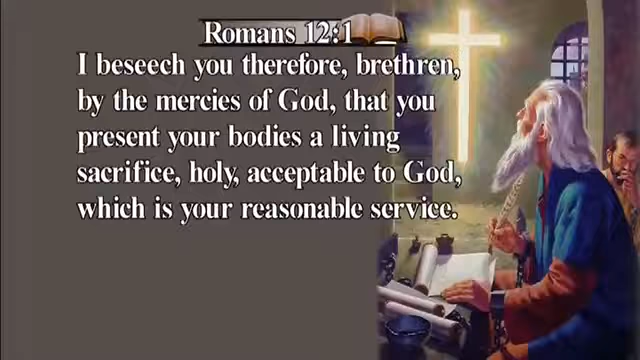 Romans 12:1
I beseech you therefore, brethren,
by the mercies of God, that you
present your bodies a living
sacrifice, holy, acceptable to God,
which is your reasonable service.